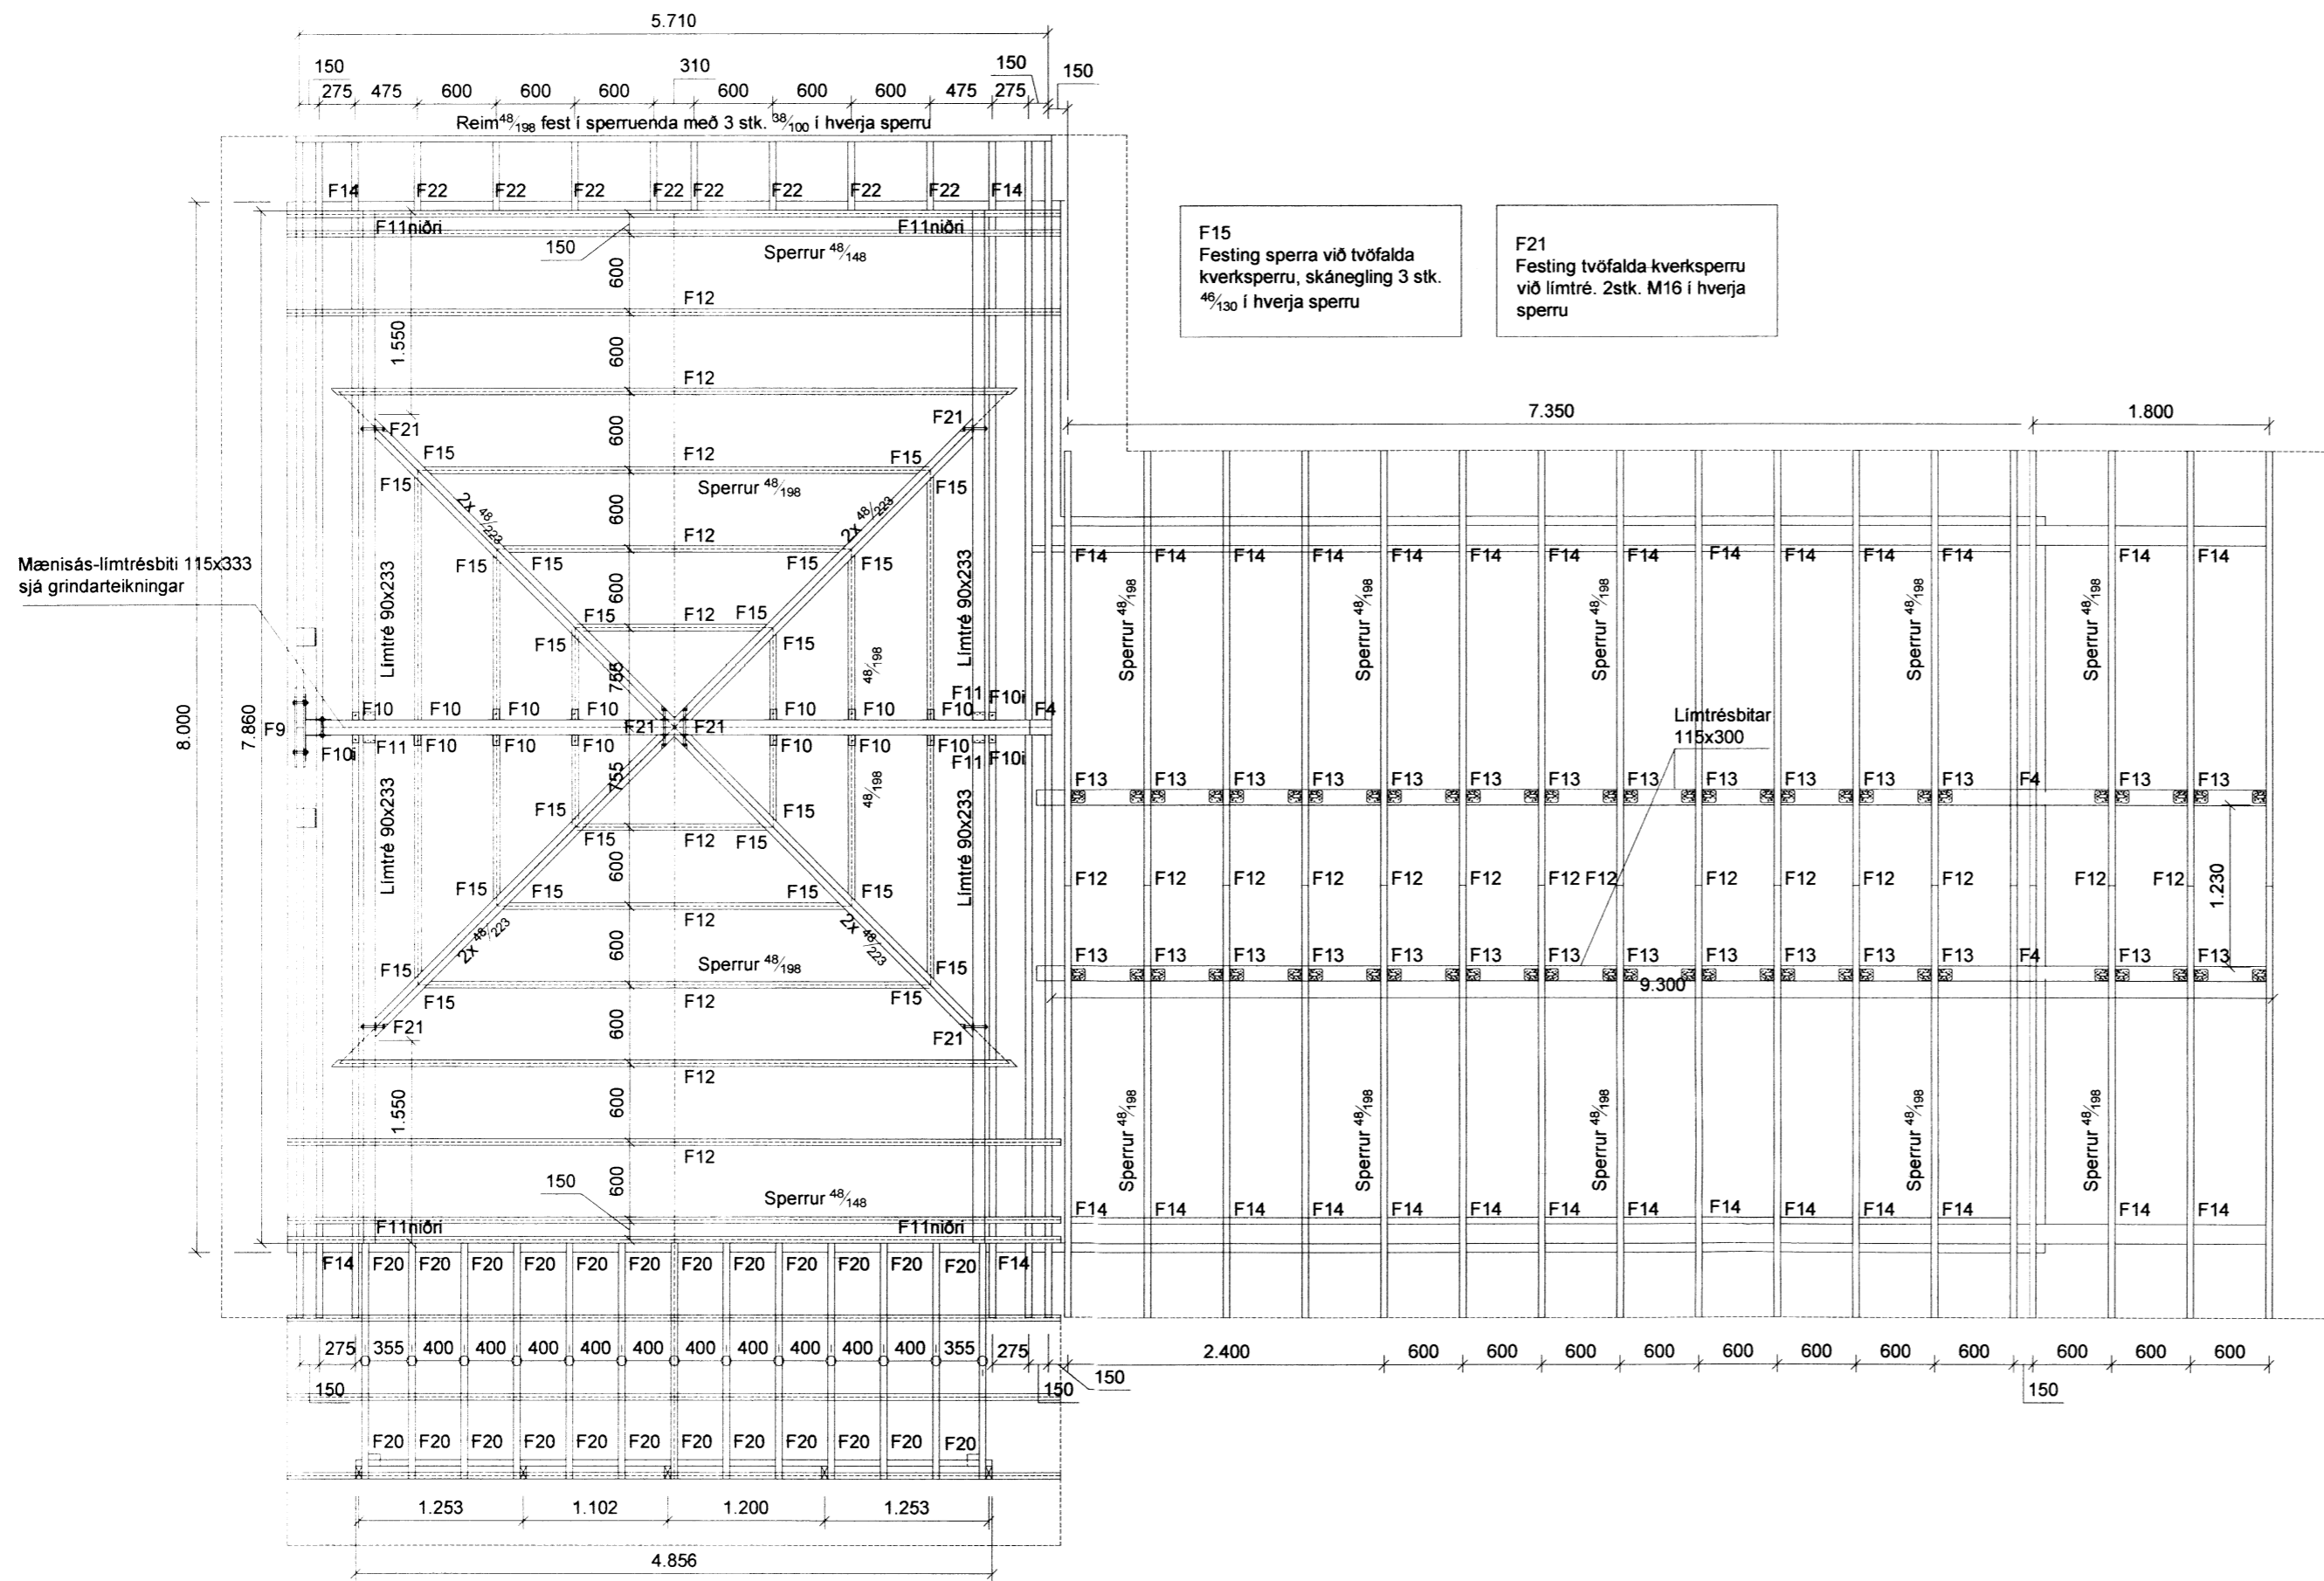 5.710
150 310 150 150
275 475 600 600 600 600 600 600 475 275
Reim 48/198 fest í sperruenda með 3 stk. 38/100 í hverja sperru
F14 F22 F22 F22 F22 F22 F22 F22 F22 F14
F11niðri F11niðri
150 Sperrur 48/148
600
F12
1.550 600
F12
F21 600 F21
F15 F12 F15
F15 Sperrur 48/198 F15
2x 48/223 600 2x 48/223
F12
F15 F15 F15 F15
Límtré 90x233 600 Límtré 90x233
F15 F12 F15
F15 F15
755 48/198
F11 F10i
F10 F10 F10 F10 F10 F10 F10 F4
F9 F21 F21
F10i F11 F10 F10 F10 F10 F10 F10 F11 F10i
8.000 7.860
Mænisás-límtrésbiti 115x333
sjá grindarteikningar
755 48/198
Límtré 90x233 Límtré 90x233
F15 F15
F15 F12 F15
600
F15 F15 F15 F15
F12
2x 48/223 600 2x 48/223
F15 Sperrur 48/198 F15
F15 F12 F15
F21 600 F21
F12
1.550 600
F12
150 600 Sperrur 48/148
F11niðri F11niðri
F14 F20 F20 F20 F20 F20 F20 F20 F20 F20 F20 F20 F20 F14
275 355 400 400 400 400 400 400 400 400 400 400 355 275
150 150 150
F20 F20 F20 F20 F20 F20 F20 F20 F20 F20 F20 F20
1.253 1.102 1.200 1.253
4.856
F15
Festing sperra við tvöfalda
kverksperru, skánegling 3 stk.
46/130 í hverja sperru
F21
Festing tvöfalda kverksperru
við límtré. 2stk. M16 í hverja
sperru
7.350 1.800
F14 F14 F14 F14 F14 F14 F14 F14 F14 F14 F14 F14 F14 F14
Sperrur 48/198 Sperrur 48/198 Sperrur 48/198 Sperrur 48/198 Sperrur 48/198
Límtrésbitar
115x300
F13 F13 F13 F13 F13 F13 F13 F13 F13 F13 F13 F13 F4 F13 F13
F12 F12 F12 F12 F12 F12 F12 F12 F12 F12 F12 F12 F12 F12
1.230
F13 F13 F13 F13 F13 F13 F13 F13 F13 F13 F13 F13 F4 F13 F13
9.300
Sperrur 48/198 Sperrur 48/198 Sperrur 48/198 Sperrur 48/198 Sperrur 48/198
F14 F14 F14 F14 F14 F14 F14 F14 F14 F14 F14 F14 F14 F14
2.400 600 600 600 600 600 600 600 600 600 600 600
150